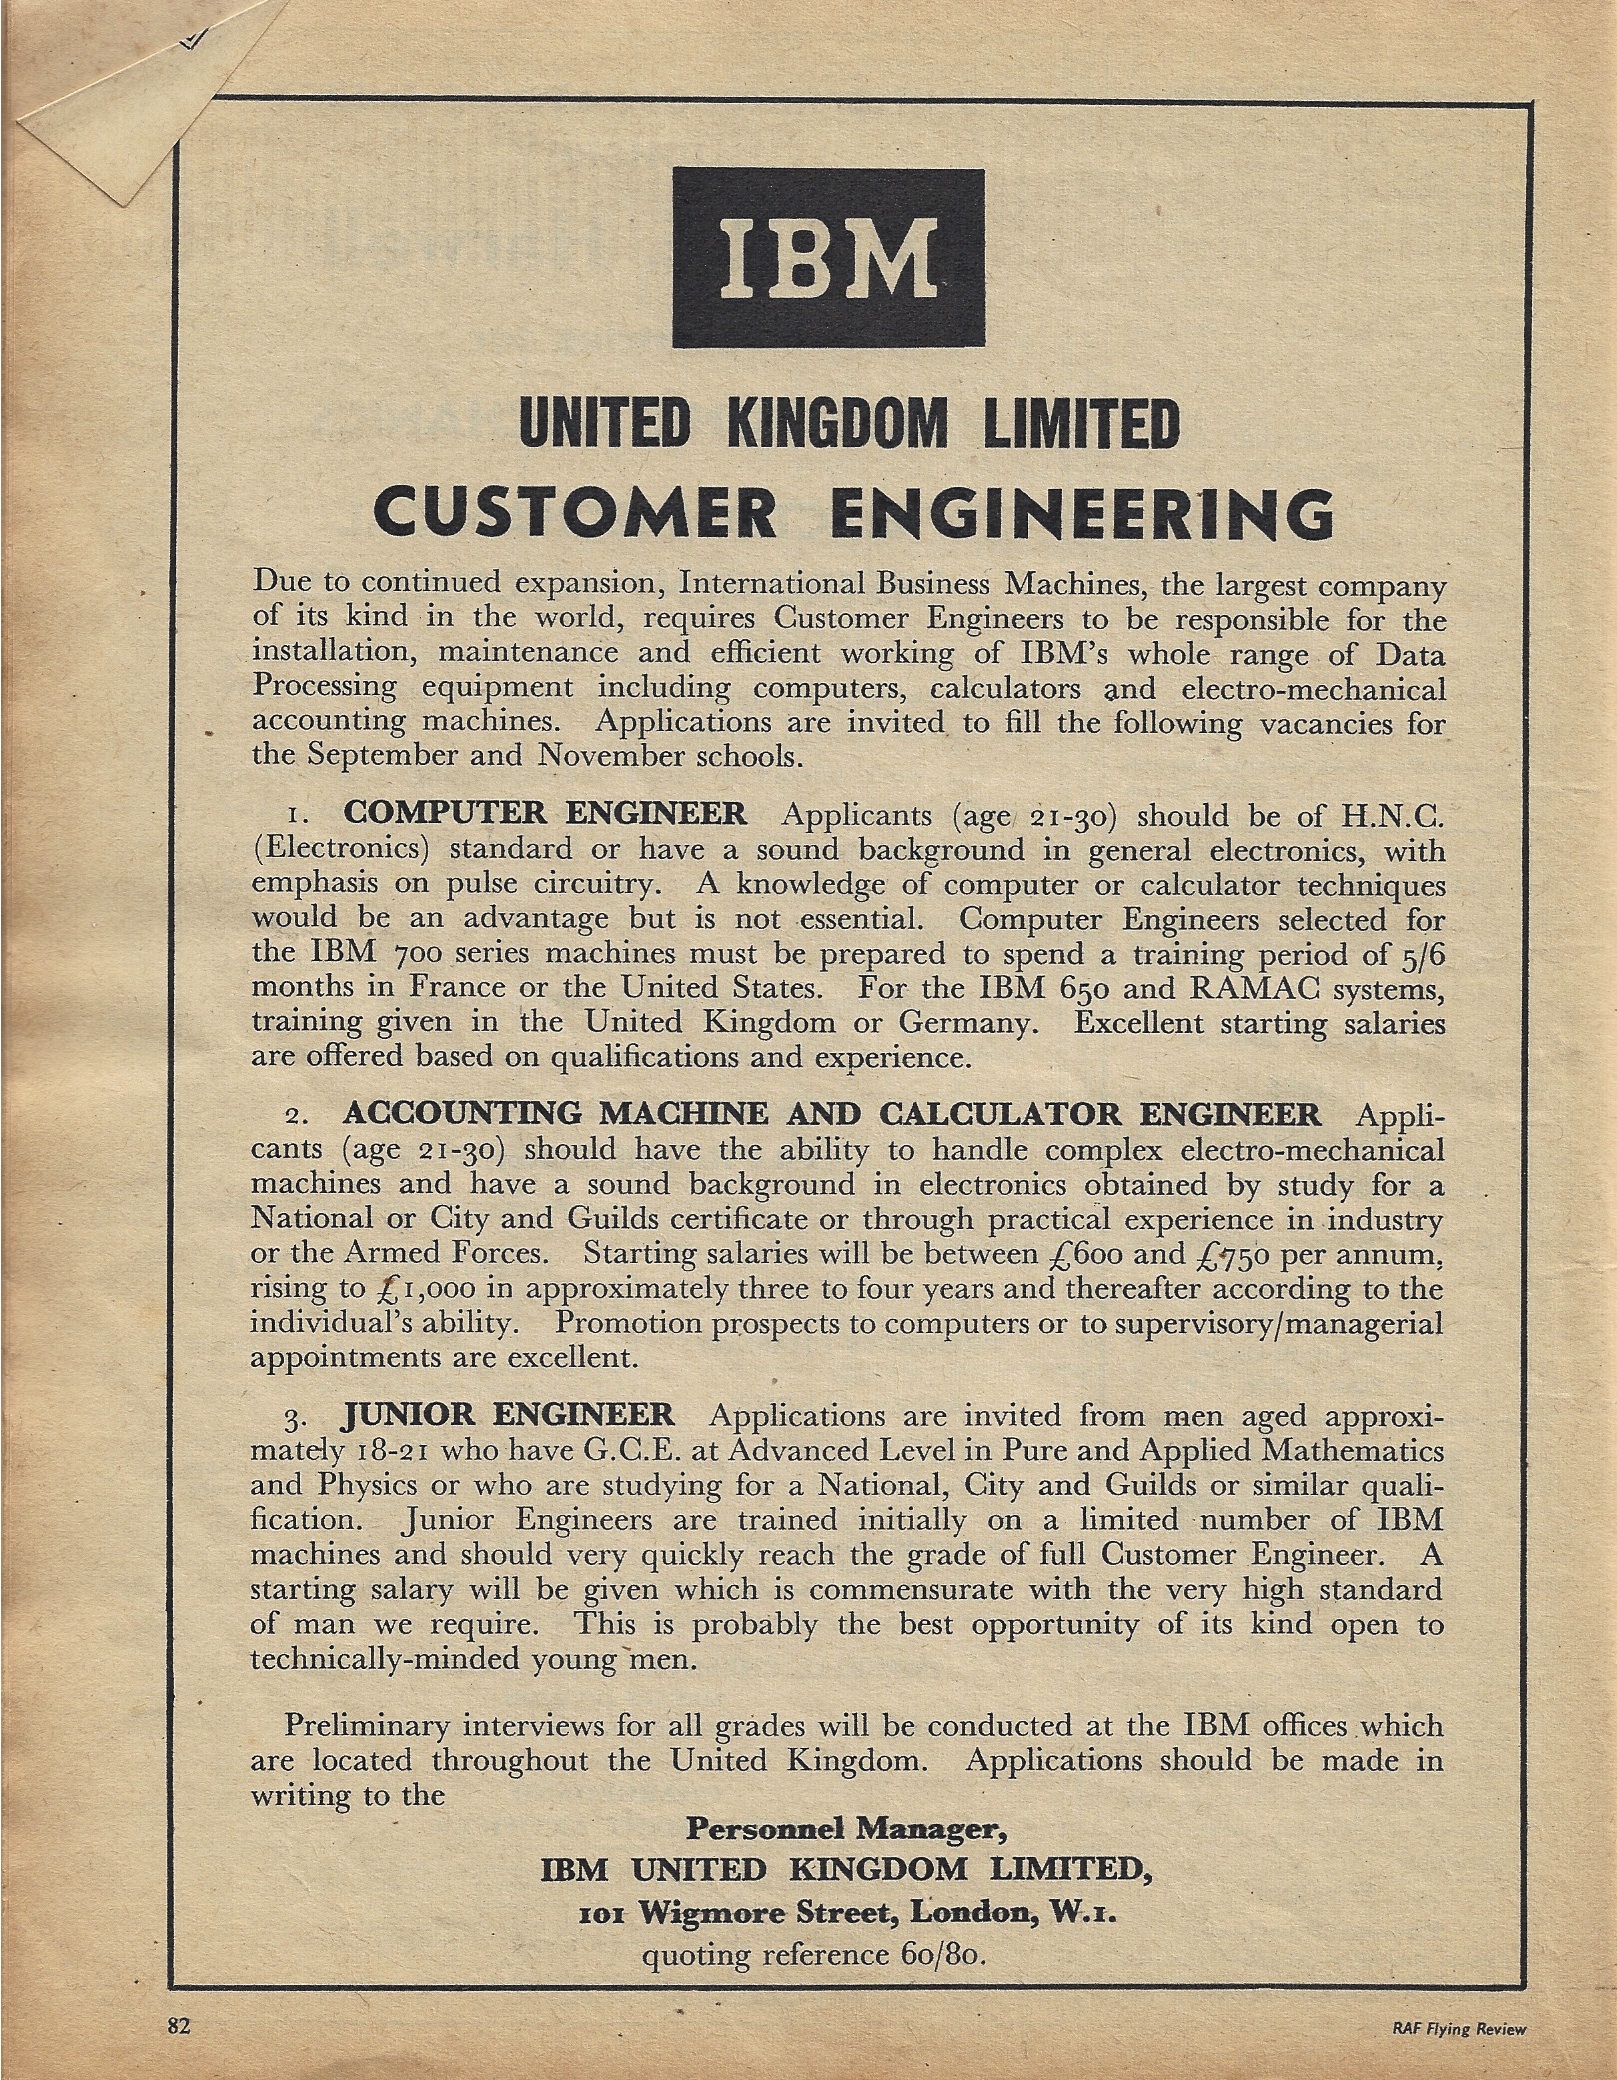 IBM
UNITED KINGDOM LIMITED
CUSTOMER ENGINEERING
Due to continued expansion, International Business Machines, the largest company
of its kind in the world, requires Customer Engineers to be responsible for the
installation, maintenance and efficient working of IBM's whole range of Data
Processing equipment including computers, calculators and electro-mechanical
accounting machines. Applications are invited to fill the following vacancies for
the September and November schools.
1. COMPUTER ENGINEER Applicants (age 21-30) should be of H.N.C.
(Electronics) standard or have a sound background in general electronics, with
emphasis on pulse circuitry. A knowledge of computer or calculator techniques
would be an advantage but is not essential. Computer Engineers selected for
the IBM 700 series machines must be prepared to spend a training period of 5/6
months in France or the United States. For the IBM 650 and RAMAC systems,
training given in the United Kingdom or Germany. Excellent starting salaries
are offered based on qualifications and experience.
2. ACCOUNTING MACHINE AND CALCULATOR ENGINEER Appli-
cants (age 21-30) should have the ability to handle complex electro-mechanical
machines and have a sound background in electronics obtained by study for a
National or City and Guilds certificate or through practical experience in industry
or the Armed Forces. Starting salaries will be between £600 and £750 per annum,
rising to £1,000 in approximately three to four years and thereafter according to the
individual's ability. Promotion prospects to computers or to supervisory/managerial
appointments are excellent.
3. JUNIOR ENGINEER Applications are invited from men aged approxi-
mately 18-21 who have G.C.E. at Advanced Level in Pure and Applied Mathematics
and Physics or who are studying for a National, City and Guilds or similar quali-
fication. Junior Engineers are trained initially on a limited number of IBM
machines and should very quickly reach the grade of full Customer Engineer. A
starting salary will be given which is commensurate with the very high standard
of man we require. This is probably the best opportunity of its kind open to
technically-minded young men.
Preliminary interviews for all grades will be conducted at the IBM offices which
are located throughout the United Kingdom. Applications should be made in
writing to the
Personnel Manager,
IBM UNITED KINGDOM LIMITED,
101 Wigmore Street, London, W.1.
quoting reference 60/80.
82
RAF Flying Review